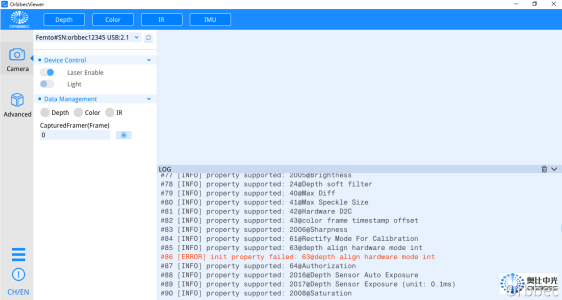 OrbbecViewer
ORBBEC
Depth
Color
IR
IMU
Femto#SN:orbbec12345 USB:2.1
Camera
Advanced
CH/EN
Device Control
Laser Enable
Light
Data Management
Depth
Color
IR
CapturedFramer(Frame)
0
LOG
#77 [INFO] property supported: 2005@Brightness
#78 [INFO] property supported: 24@Depth soft filter
#79 [INFO] property supported: 40@Max Diff
#80 [INFO] property supported: 41@Max Speckle Size
#81 [INFO] property supported: 42@Hardware D2C
#82 [INFO] property supported: 43@color frame timestamp offset
#83 [INFO] property supported: 2006@Sharpness
#84 [INFO] property supported: 61@Rectify Mode For Calibration
#85 [INFO] property supported: 63@depth align hardware mode int
#86 [ERROR] init property failed: 63@depth align hardware mode int
#87 [INFO] property supported: 64@Authorization
#88 [INFO] property supported: 2016@Depth Sensor Auto Exposure
#89 [INFO] property supported: 2017@Depth Sensor Exposure (unit: 0.1ms)
#90 [INFO] property supported: 2008@Saturation
奥比中光
Orbbec